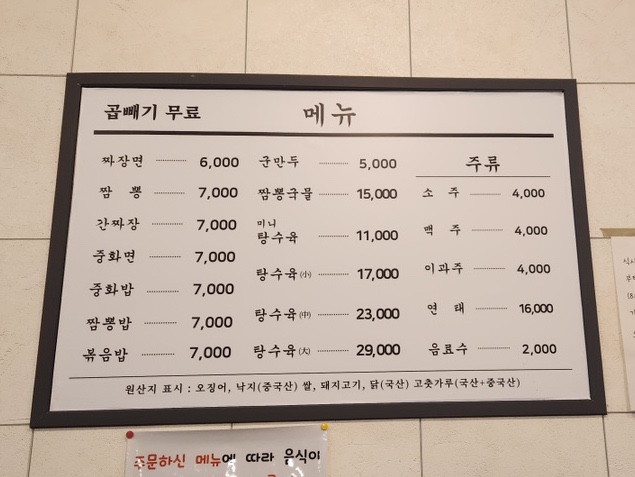 곱빼기 무료
메뉴
짜장면 6,000
짬 뽕 7,000
간짜장 7,000
중화면 7,000
중화밥 7,000
짬뽕밥 7,000
볶음밥 7,000
군만두 5,000
짬뽕국물 15,000
미니
탕수육 11,000
탕수육(小) 17,000
탕수육(中) 23,000
탕수육(大) 29,000
주류
소 주 4,000
맥 주 4,000
이과주 4,000
연 태 16,000
음료수 2,000
원산지 표시 : 오징어, 낙지(중국산) 쌀, 돼지고기, 닭(국산) 고춧가루(국산+중국산)
주문하신 메뉴에 따라 음식이